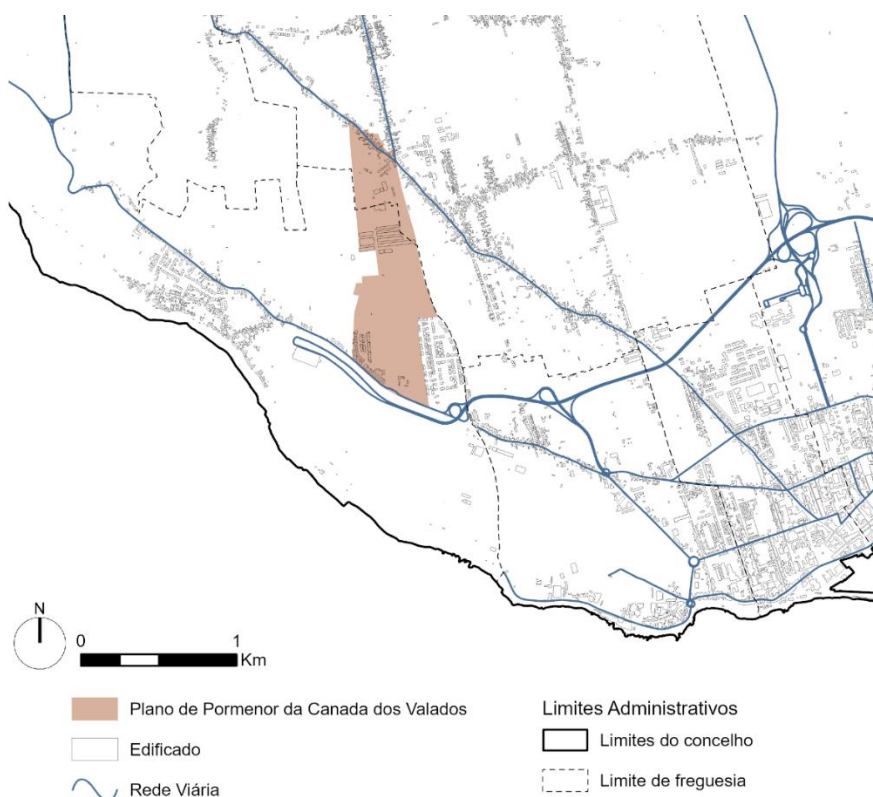 N
0 1
Km
Plano de Pormenor da Canada dos Valados
Edificado
Rede Viária
Limites Administrativos
Limites do concelho
Limite de freguesia